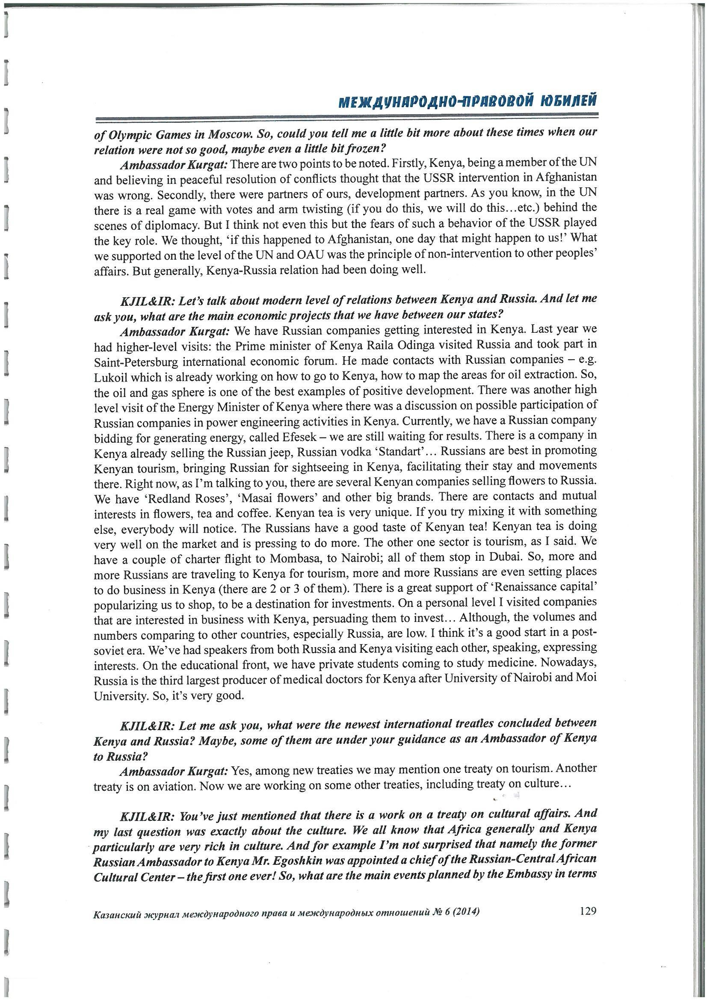 МЕЖДУНАРОДНО-ПРАВОВОЙ ЮБИЛЕЙ
of Olympic Games in Moscow. So, could you tell me a little bit more about these times when our
relation were not so good, maybe even a little bit frozen?
Ambassador Kurgat: There are two points to be noted. Firstly, Kenya, being a member of the UN
and believing in peaceful resolution of conflicts thought that the USSR intervention in Afghanistan
was wrong. Secondly, there were partners of ours, development partners. As you know, in the UN
there is a real game with votes and arm twisting (if you do this, we will do this…etc.) behind the
scenes of diplomacy. But I think not even this but the fears of such a behavior of the USSR played
the key role. We thought, ‘if this happened to Afghanistan, one day that might happen to us!’ What
we supported on the level of the UN and OAU was the principle of non-intervention to other peoples’
affairs. But generally, Kenya-Russia relation had been doing well.
KJIL&IR: Let’s talk about modern level of relations between Kenya and Russia. And let me
ask you, what are the main economic projects that we have between our states?
Ambassador Kurgat: We have Russian companies getting interested in Kenya. Last year we
had higher-level visits: the Prime minister of Kenya Raila Odinga visited Russia and took part in
Saint-Petersburg international economic forum. He made contacts with Russian companies – e.g.
Lukoil which is already working on how to go to Kenya, how to map the areas for oil extraction. So,
the oil and gas sphere is one of the best examples of positive development. There was another high
level visit of the Energy Minister of Kenya where there was a discussion on possible participation of
Russian companies in power engineering activities in Kenya. Currently, we have a Russian company
bidding for generating energy, called Efesek – we are still waiting for results. There is a company in
Kenya already selling the Russian jeep, Russian vodka ‘Standart’… Russians are best in promoting
Kenyan tourism, bringing Russian for sightseeing in Kenya, facilitating their stay and movements
there. Right now, as I’m talking to you, there are several Kenyan companies selling flowers to Russia.
We have ‘Redland Roses’, ‘Masai flowers’ and other big brands. There are contacts and mutual
interests in flowers, tea and coffee. Kenyan tea is very unique. If you try mixing it with something
else, everybody will notice. The Russians have a good taste of Kenyan tea! Kenyan tea is doing
very well on the market and is pressing to do more. The other one sector is tourism, as I said. We
have a couple of charter flight to Mombasa, to Nairobi; all of them stop in Dubai. So, more and
more Russians are traveling to Kenya for tourism, more and more Russians are even setting places
to do business in Kenya (there are 2 or 3 of them). There is a great support of ‘Renaissance capital’
popularizing us to shop, to be a destination for investments. On a personal level I visited companies
that are interested in business with Kenya, persuading them to invest… Although, the volumes and
numbers comparing to other countries, especially Russia, are low. I think it’s a good start in a post-
soviet era. We’ve had speakers from both Russia and Kenya visiting each other, speaking, expressing
interests. On the educational front, we have private students coming to study medicine. Nowadays,
Russia is the third largest producer of medical doctors for Kenya after University of Nairobi and Moi
University. So, it’s very good.
KJIL&IR: Let me ask you, what were the newest international treaties concluded between
Kenya and Russia? Maybe, some of them are under your guidance as an Ambassador of Kenya
to Russia?
Ambassador Kurgat: Yes, among new treaties we may mention one treaty on tourism. Another
treaty is on aviation. Now we are working on some other treaties, including treaty on culture…
KJIL&IR: You’ve just mentioned that there is a work on a treaty on cultural affairs. And
my last question was exactly about the culture. We all know that Africa generally and Kenya
particularly are very rich in culture. And for example I’m not surprised that namely the former
Russian Ambassador to Kenya Mr. Egoshkin was appointed a chief of the Russian-Central African
Cultural Center – the first one ever! So, what are the main events planned by the Embassy in terms
Казанский журнал международного права и международных отношений № 6 (2014) 129